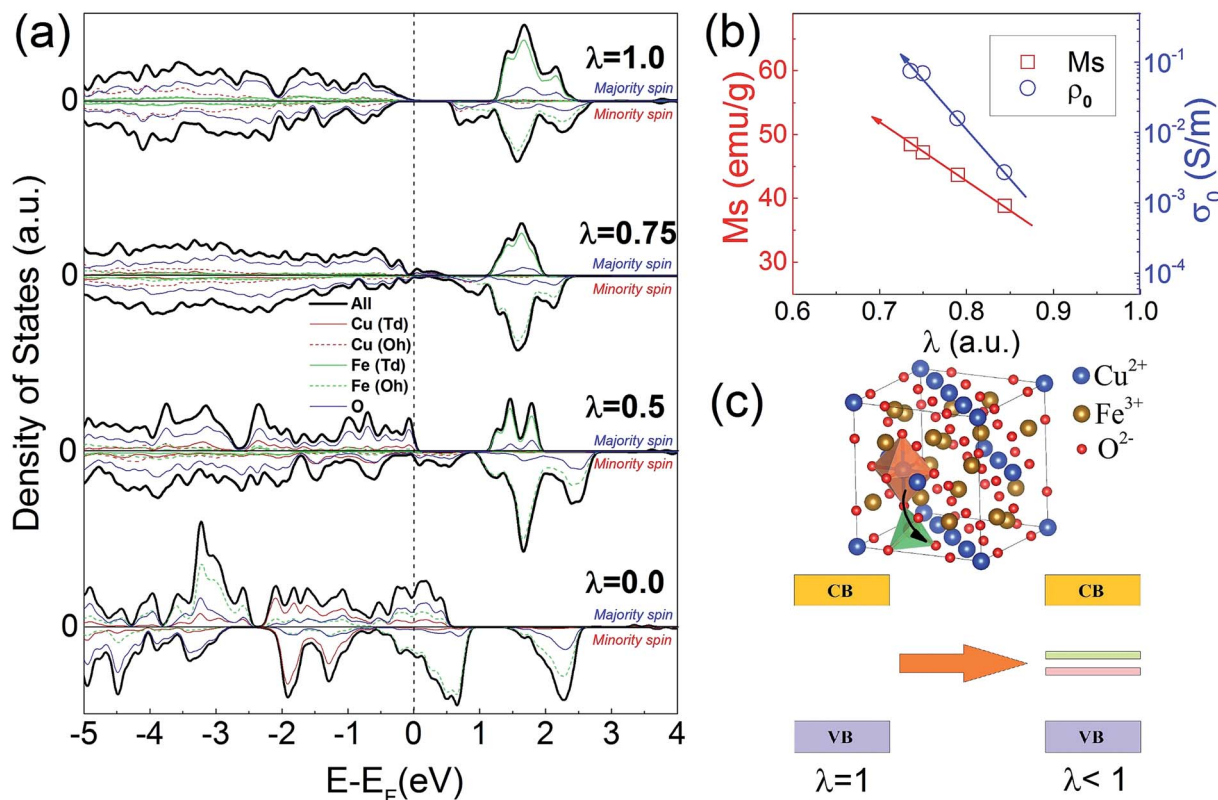 (a)
Density of States (a.u.)
λ=1.0
Majority spin
0
Minority spin
λ=0.75
Majority spin
0
Minority spin
All
Cu (Td)
Cu (Oh)
Fe (Td)
Fe (Oh)
O
λ=0.5
Majority spin
0
Minority spin
λ=0.0
Majority spin
0
Minority spin
-5 -4 -3 -2 -1 0 1 2 3 4
E-E_F(eV)
(b)
Ms (emu/g)
60
50
40
30
Ms
ρ₀
10⁻¹
10⁻²
10⁻³
10⁻⁴
σ₀ (S/m)
0.6 0.7 0.8 0.9 1.0
λ (a.u.)
(c)
Cu²⁺
Fe³⁺
O²⁻
CB CB
VB VB
λ=1 λ< 1